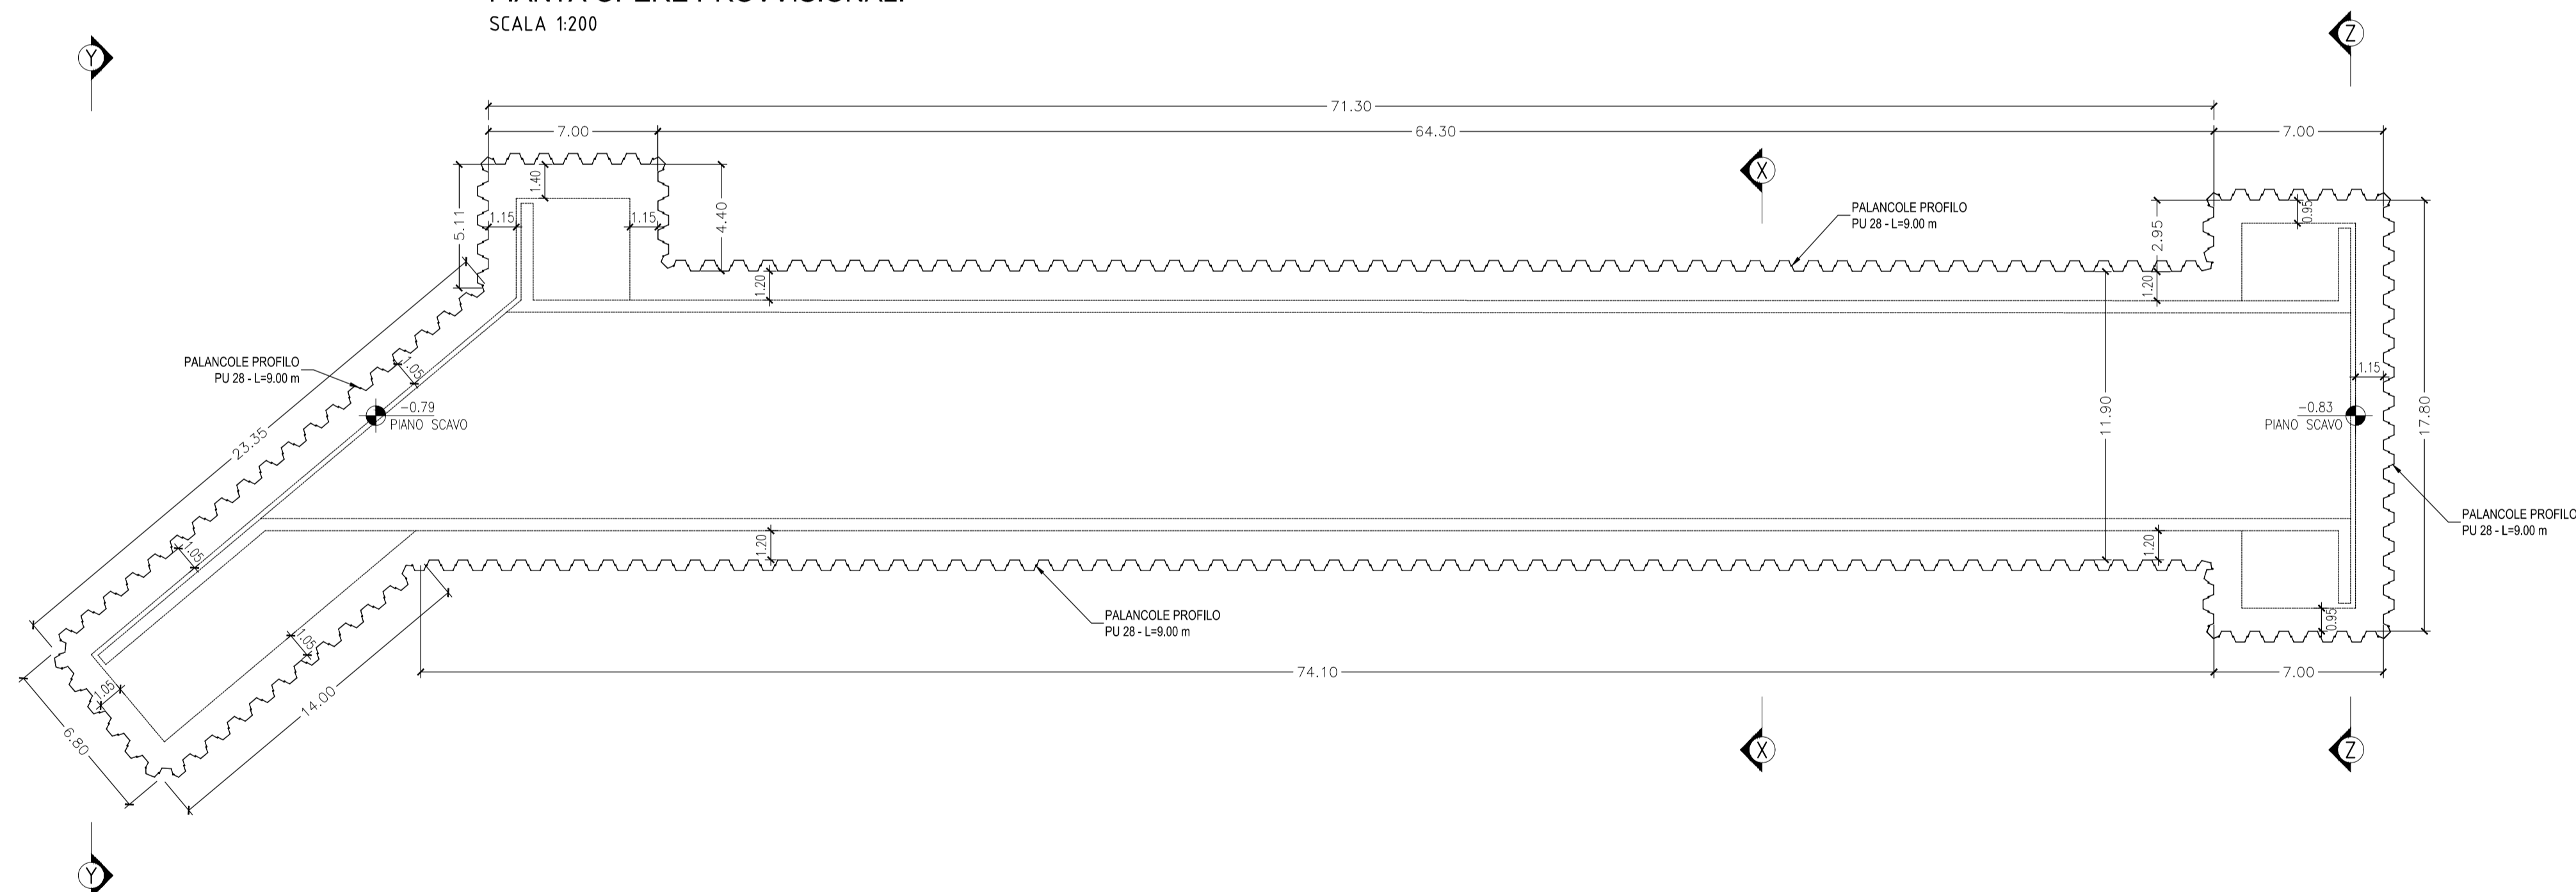 SCALA 1:200
Y
Z
71.30
7.00
64.30
7.00
X
1.40
5.11
1.15
1.15
4.40
PALANCOLE PROFILO
PU 28 - L=9.00 m
2.95
0.95
1.20
1.20
PALANCOLE PROFILO
PU 28 - L=9.00 m
1.05
1.15
-0.79
PIANO SCAVO
11.90
-0.83
PIANO SCAVO
17.80
23.35
1.05
1.20
1.20
PALANCOLE PROFILO
PU 28 - L=9.00 m
PALANCOLE PROFILO
PU 28 - L=9.00 m
0.95
1.05
74.10
7.00
1.05
14.00
6.80
X
Z
Y